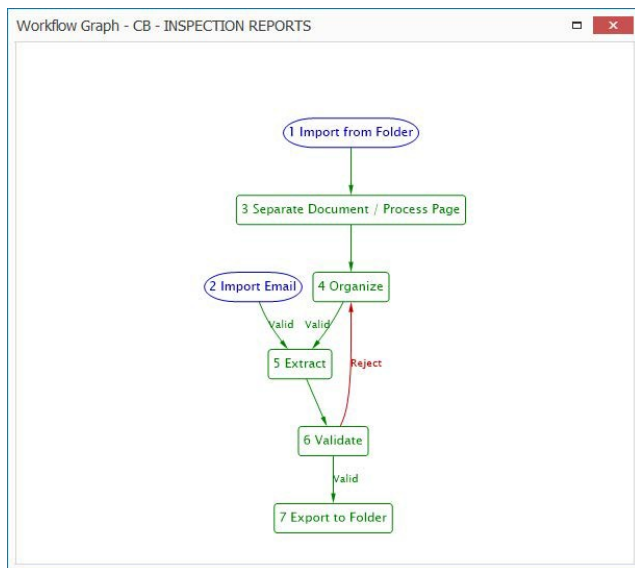 Workflow Graph - CB - INSPECTION REPORTS
1 Import from Folder
3 Separate Document / Process Page
2 Import Email
4 Organize
Valid
Valid
5 Extract
Reject
6 Validate
Valid
7 Export to Folder